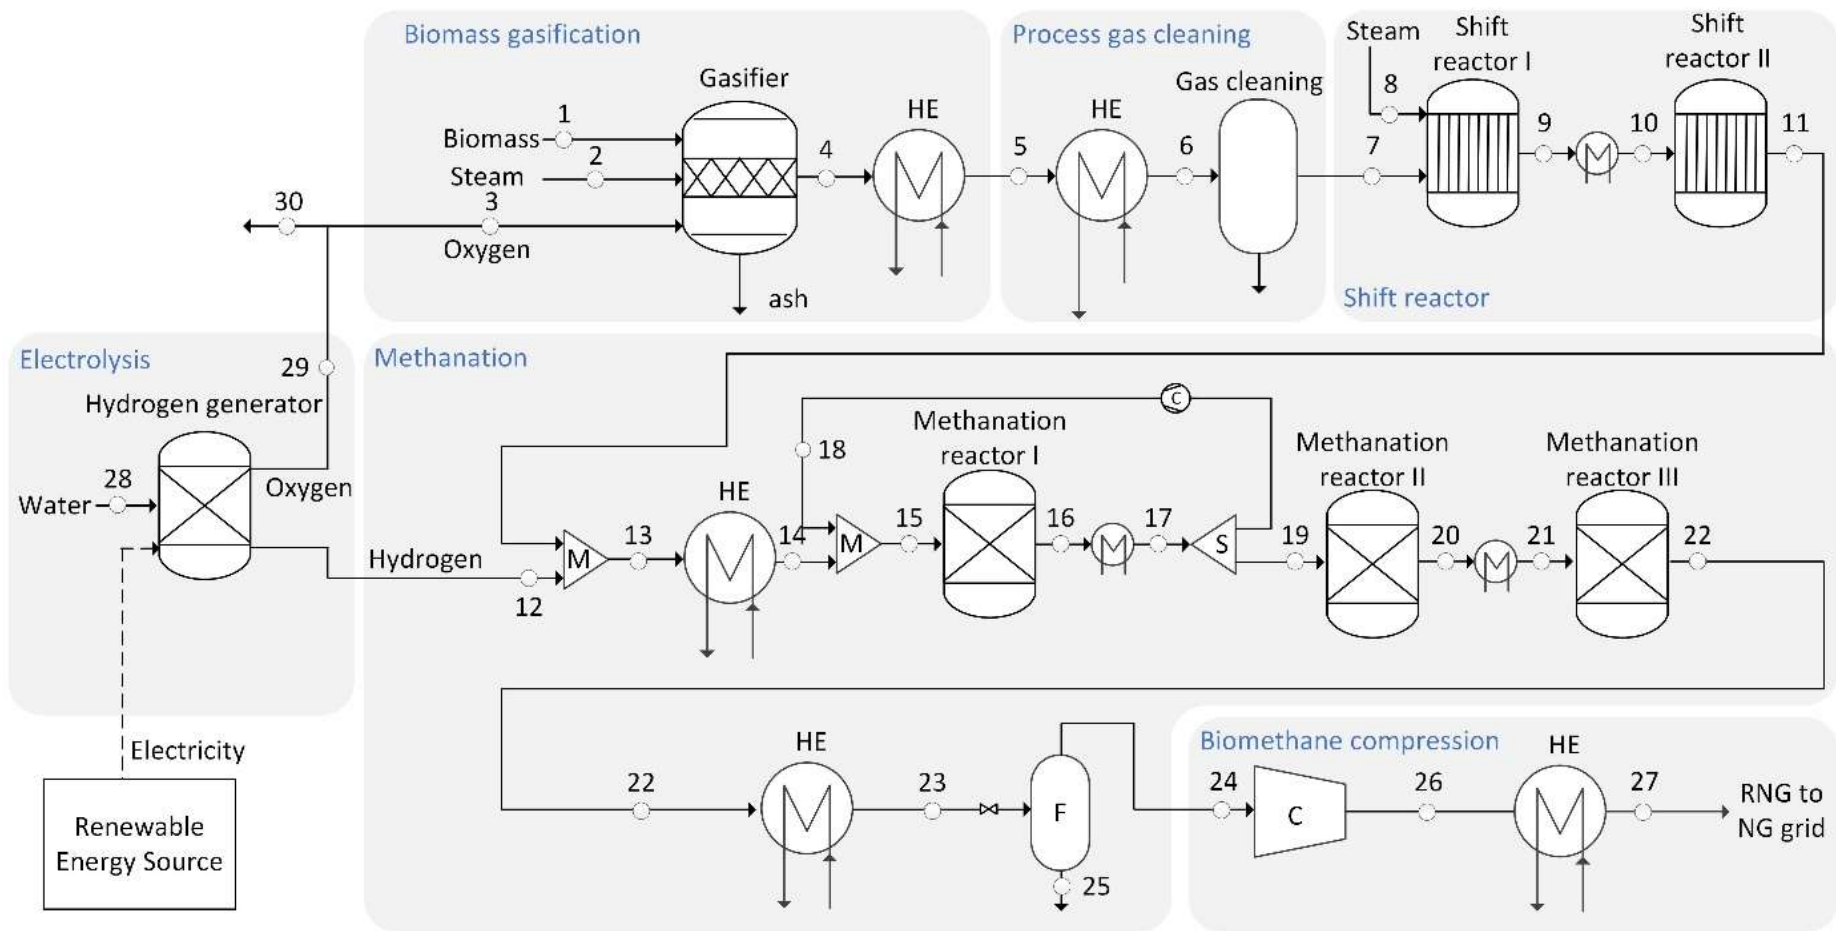 Biomass gasification
Process gas cleaning
Steam
Shift
reactor I
Shift
reactor II
Gasifier
HE
HE
Gas cleaning
8
1
Biomass
2
Steam
3
Oxygen
4
5
6
7
9
10
11
30
ash
Shift reactor
Electrolysis
29
Hydrogen generator
28
Water
Oxygen
Hydrogen
12
Electricity
Renewable
Energy Source
Methanation
C
18
Methanation
reactor I
Methanation
reactor II
Methanation
reactor III
HE
M
13
14
M
15
16
17
S
19
20
21
22
22
HE
23
F
25
Biomethane compression
24
C
26
HE
27
RNG to
NG grid